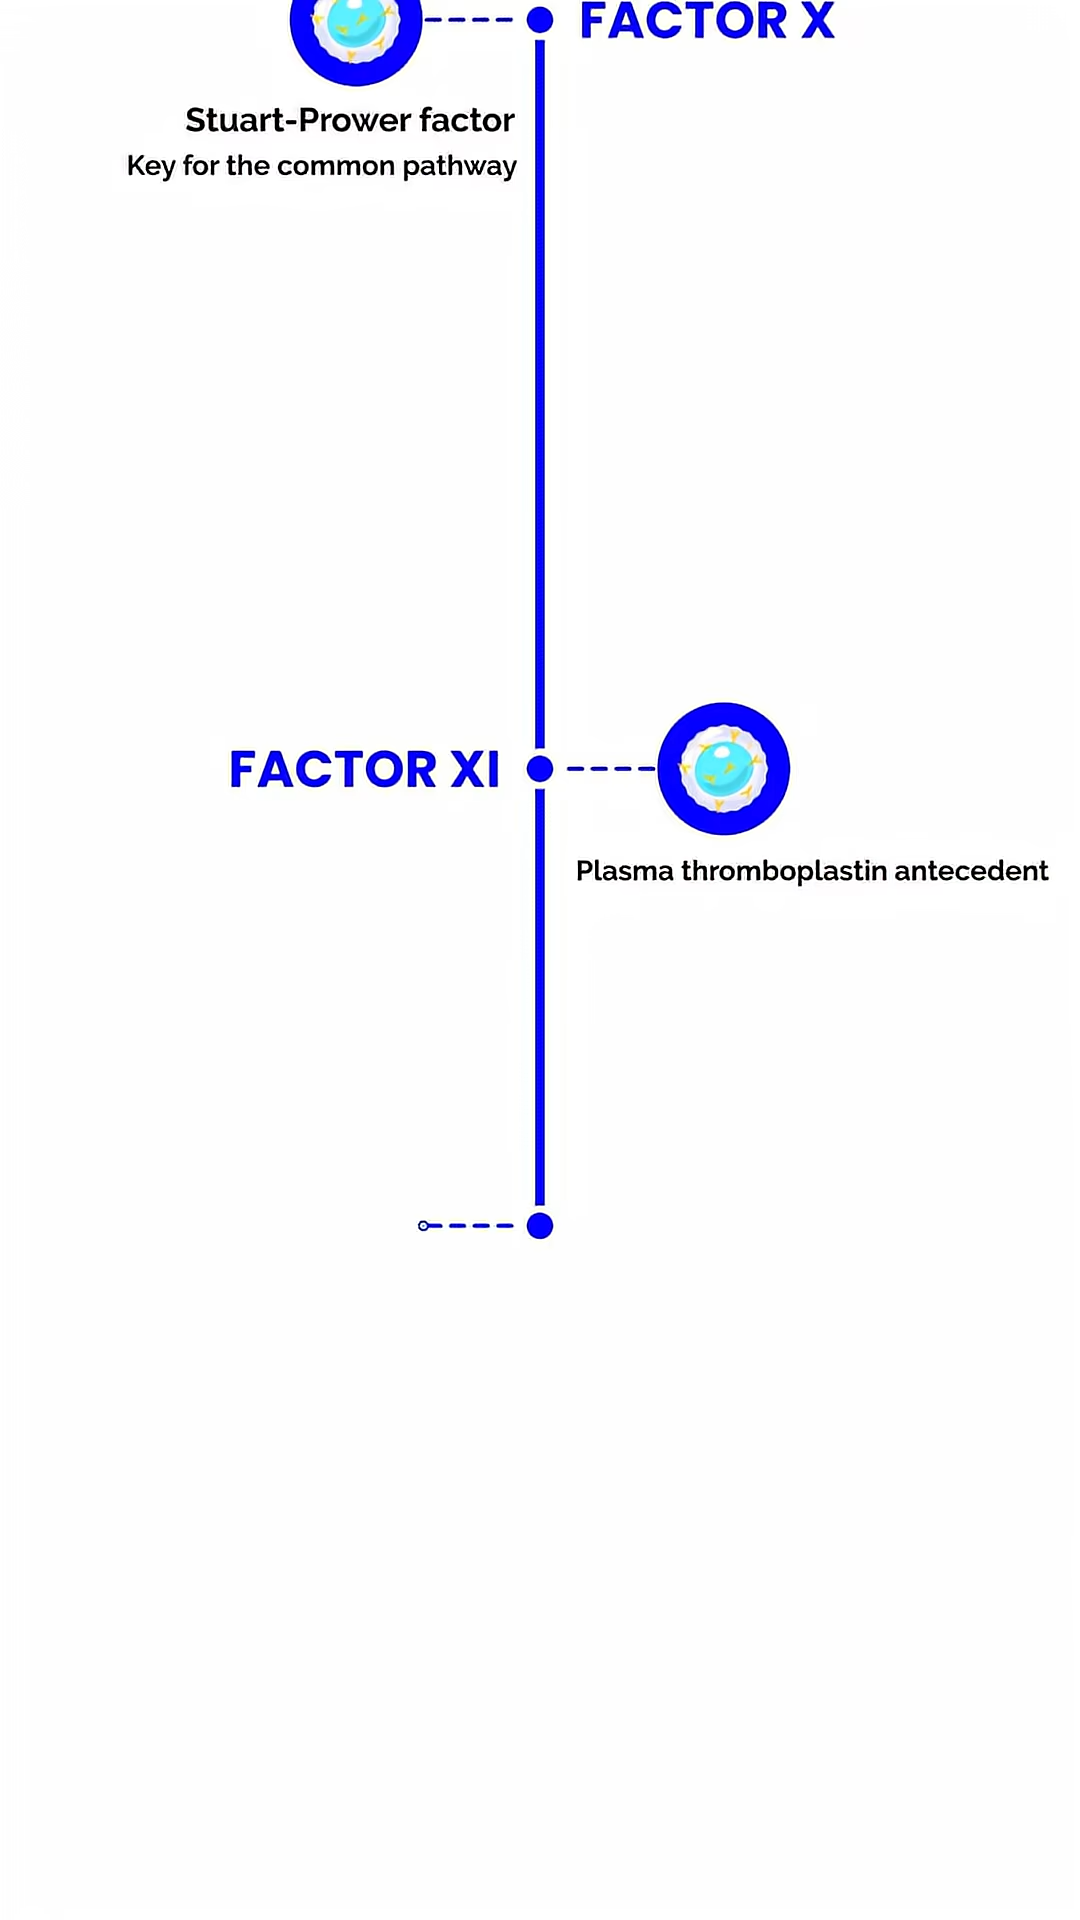 FACTOR X
Stuart-Prower factor
Key for the common pathway
FACTOR XI
Plasma thromboplastin antecedent